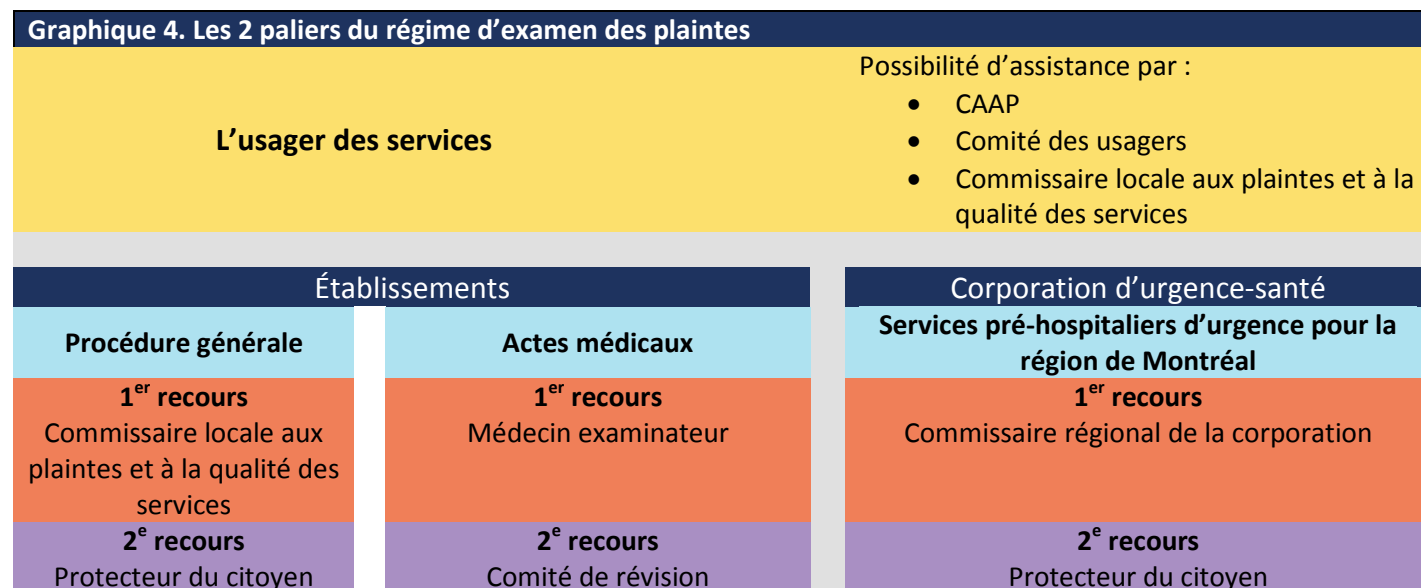 Graphique 4. Les 2 paliers du régime d’examen des plaintes
L’usager des services
Possibilité d’assistance par :
• CAAP
• Comité des usagers
• Commissaire locale aux plaintes et à la
qualité des services
Établissements
Procédure générale
1er recours
Commissaire locale aux
plaintes et à la qualité des
services
2e recours
Protecteur du citoyen
Actes médicaux
1er recours
Médecin examinateur
2e recours
Comité de révision
Corporation d’urgence-santé
Services pré-hospitaliers d’urgence pour la
région de Montréal
1er recours
Commissaire régional de la corporation
2e recours
Protecteur du citoyen